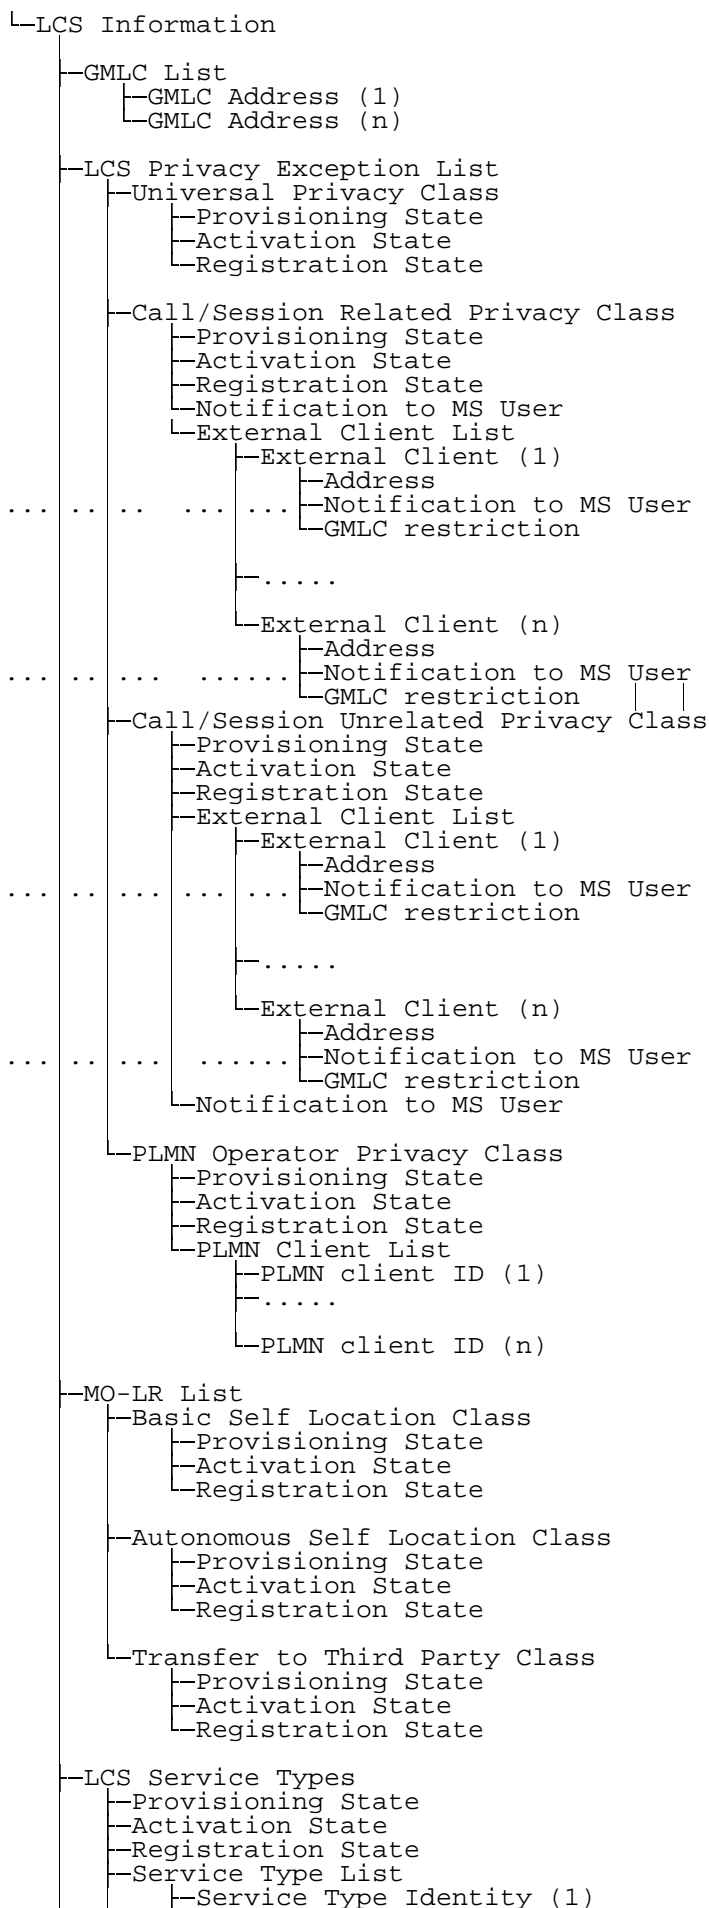 LCS Information
GMLC List
GMLC Address (1)
GMLC Address (n)
LCS Privacy Exception List
Universal Privacy Class
Provisioning State
Activation State
Registration State
Call/Session Related Privacy Class
Provisioning State
Activation State
Registration State
Notification to MS User
External Client List
External Client (1)
Address
... .. .. ... ... Notification to MS User
GMLC restriction
.....
External Client (n)
Address
... .. ... ...... Notification to MS User
GMLC restriction
Call/Session Unrelated Privacy Class
Provisioning State
Activation State
Registration State
External Client List
External Client (1)
Address
... .. ... ... ... Notification to MS User
GMLC restriction
.....
External Client (n)
Address
... .. ... ...... Notification to MS User
GMLC restriction
Notification to MS User
PLMN Operator Privacy Class
Provisioning State
Activation State
Registration State
PLMN Client List
PLMN client ID (1)
.....
PLMN client ID (n)
MO-LR List
Basic Self Location Class
Provisioning State
Activation State
Registration State
Autonomous Self Location Class
Provisioning State
Activation State
Registration State
Transfer to Third Party Class
Provisioning State
Activation State
Registration State
LCS Service Types
Provisioning State
Activation State
Registration State
Service Type List
Service Type Identity (1)